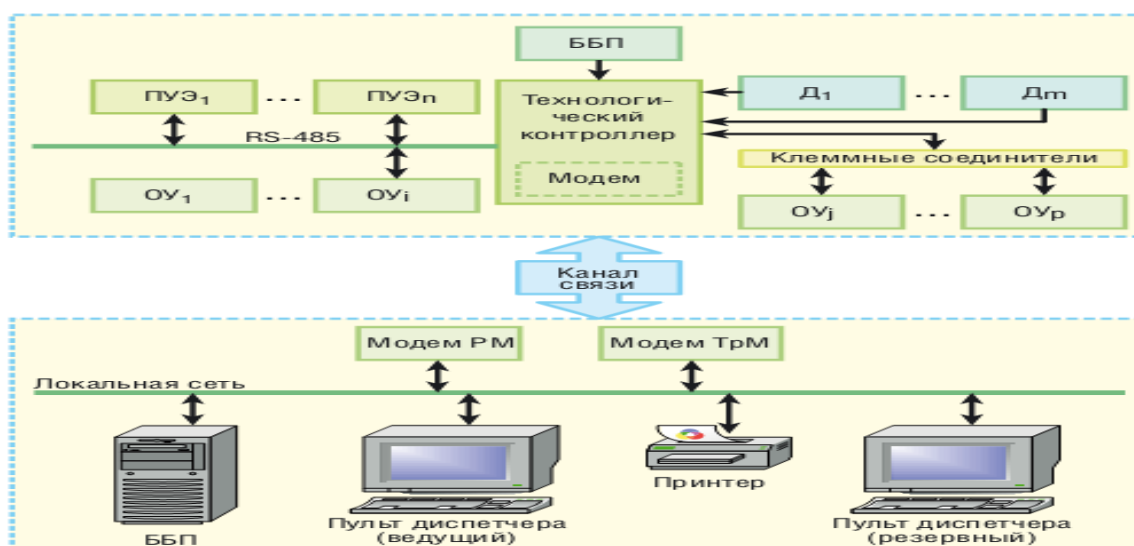 ББП
ПУЭ1 ... ПУЭn
Технологи-
ческий
контроллер
Д1 ... Дm
RS-485
Модем
Клеммные соединители
ОУ1 ... ОУi
ОУj ... ОУp
Канал
связи
Модем РМ
Модем ТрМ
Локальная сеть
ББП
Пульт диспетчера
(ведущий)
Принтер
Пульт диспетчера
(резервный)